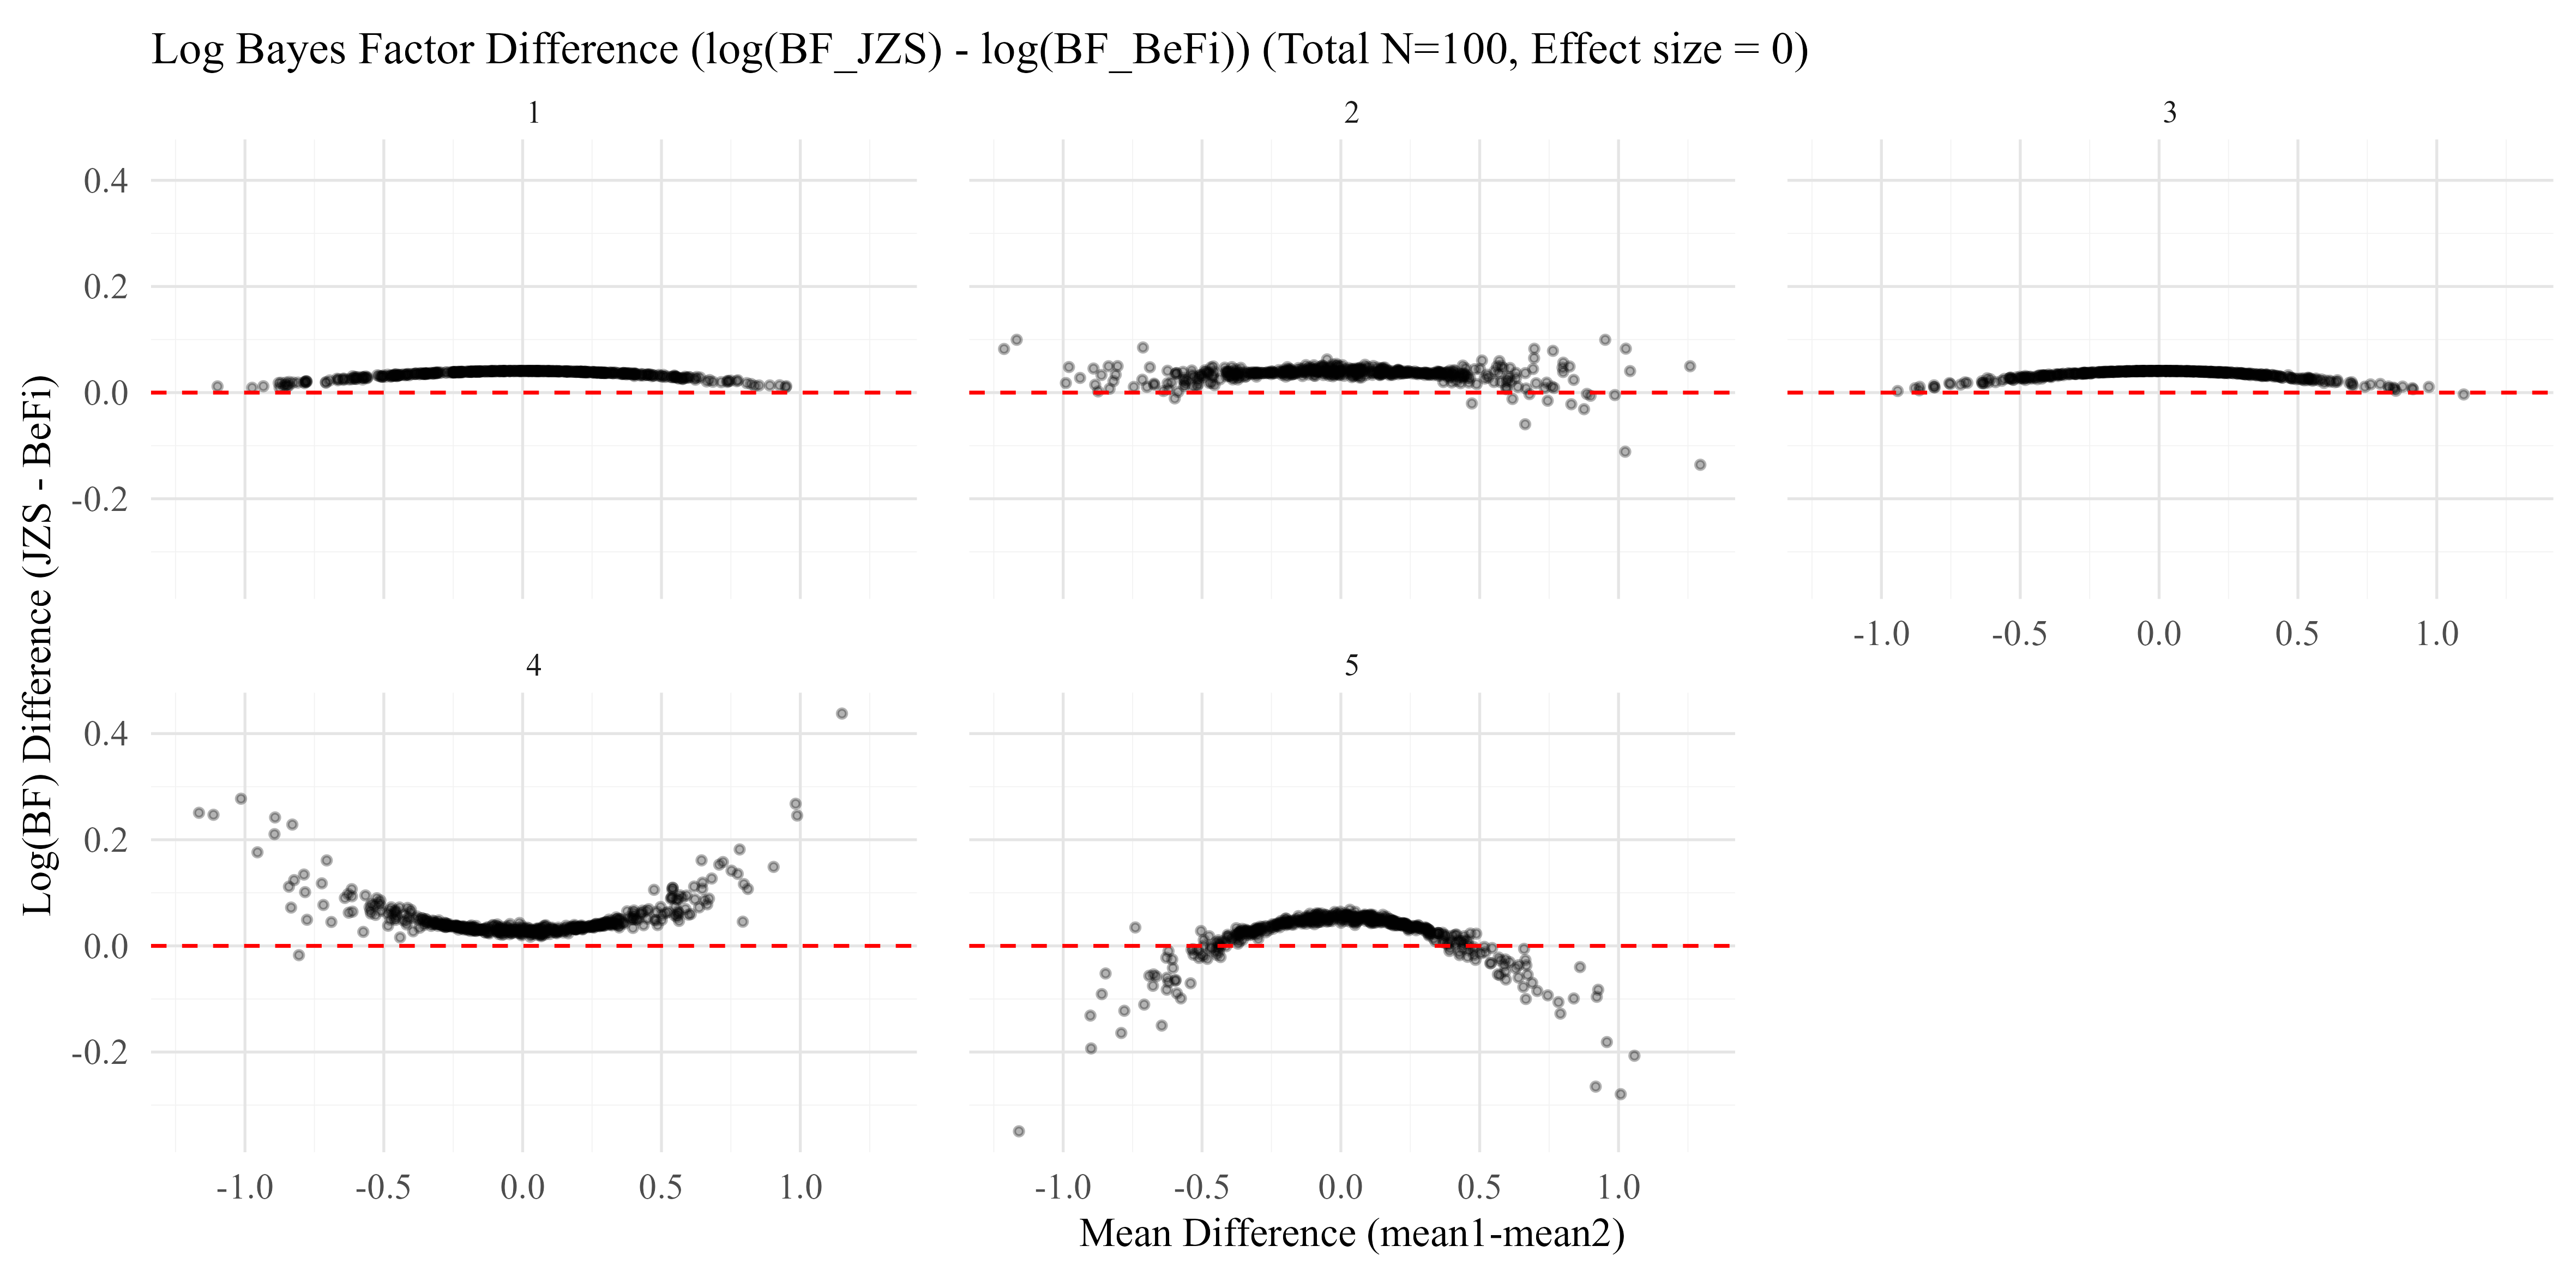 Log Bayes Factor Difference (log(BF_JZS) - log(BF_BeFi)) (Total N=100, Effect size = 0)
1
2
3
0.4
0.2
0.0
-0.2
-1.0 -0.5 0.0 0.5 1.0
4
5
0.4
0.2
0.0
-0.2
-1.0 -0.5 0.0 0.5 1.0
-1.0 -0.5 0.0 0.5 1.0
Log(BF) Difference (JZS - BeFi)
Mean Difference (mean1-mean2)